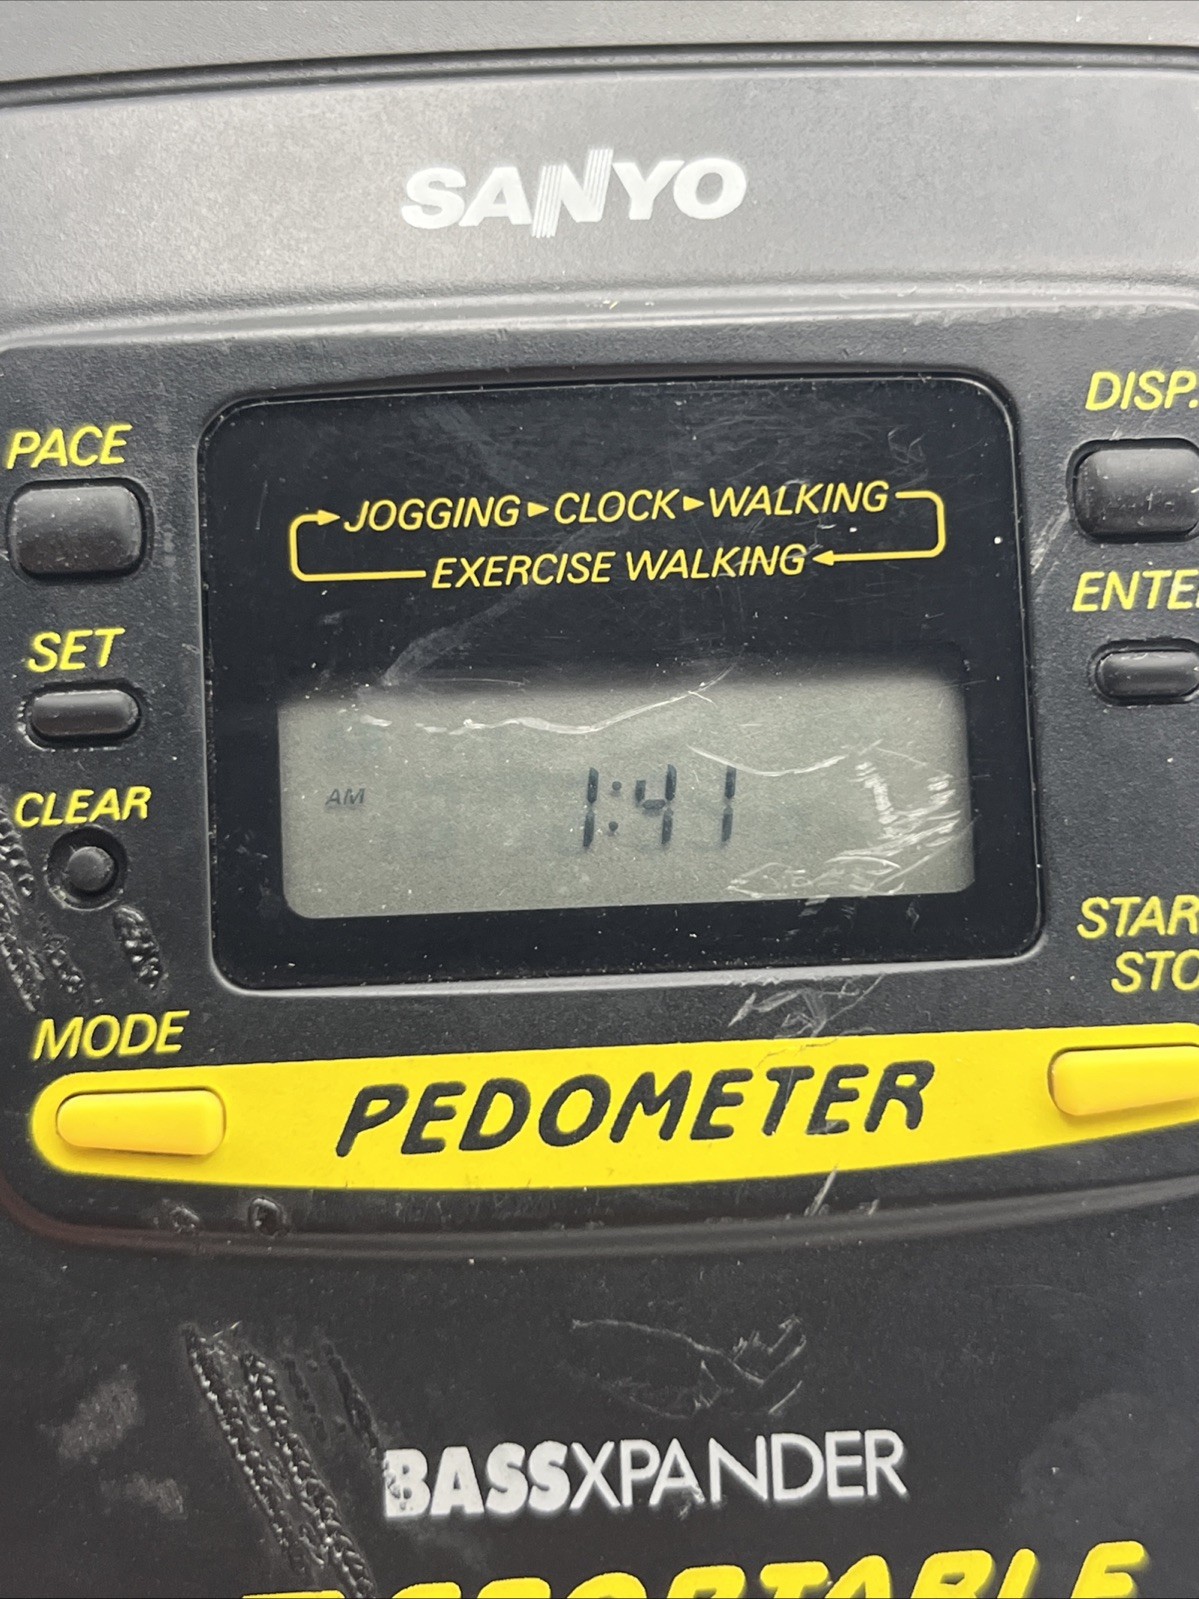 SANYO
PACE
DISP.
JOGGING CLOCK WALKING
EXERCISE WALKING
SET
CLEAR
AM 1:41
MODE
PEDOMETER
BASSXPANDER